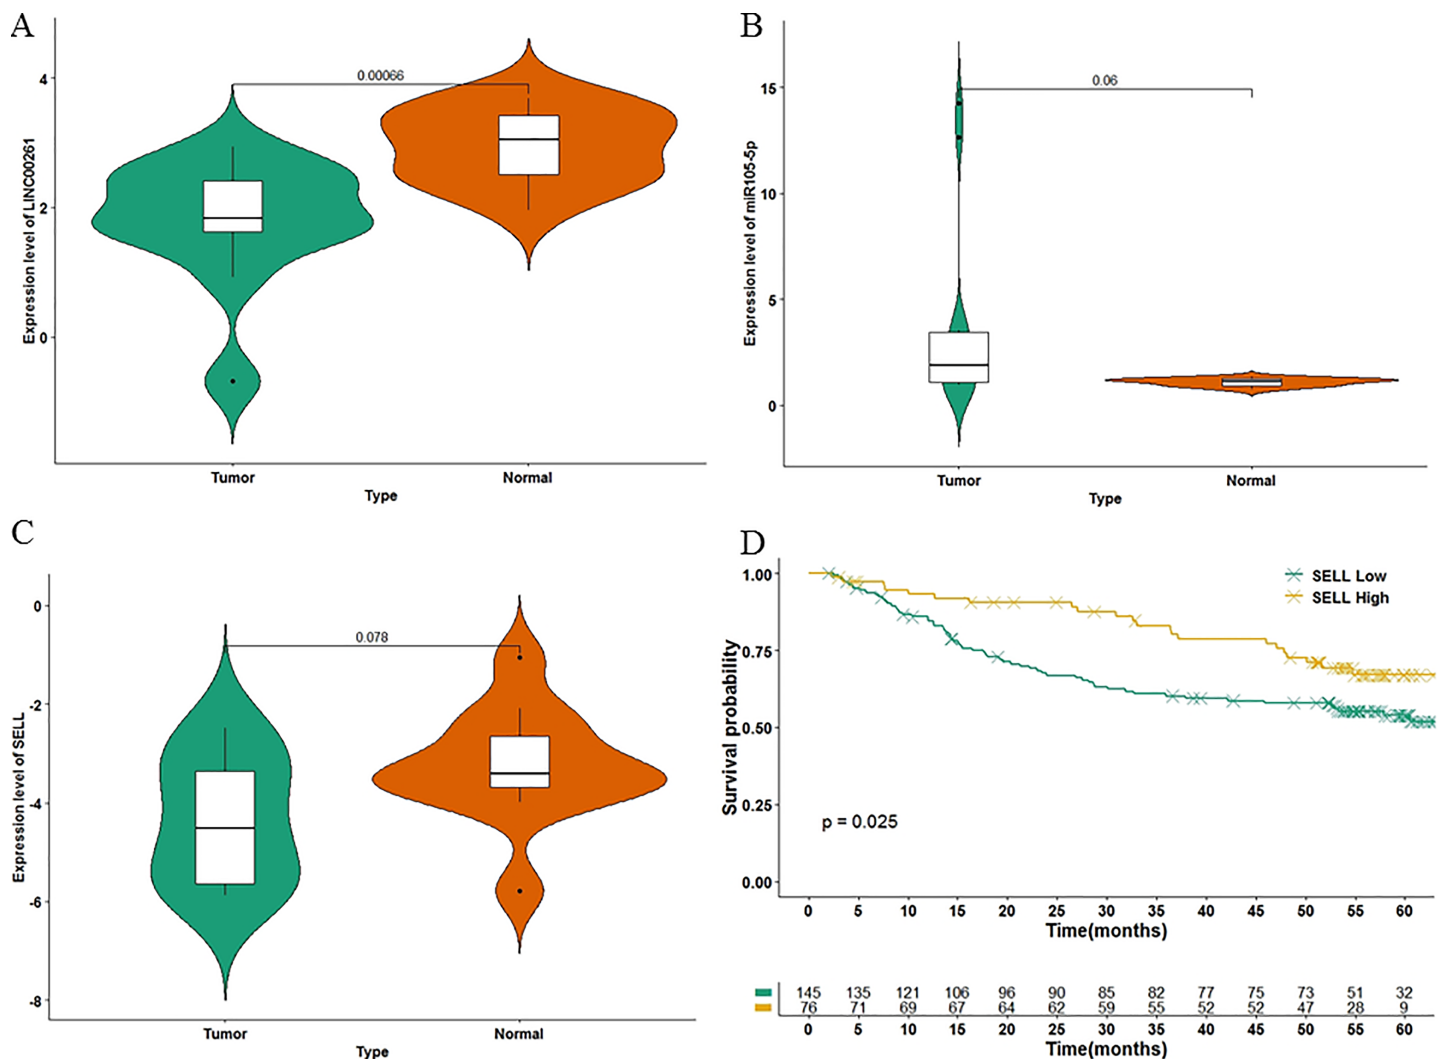 A
Expression level of LINC00261
4
2
0
0.00066
Tumor
Normal
Type
B
Expression level of miR105-5p
15
10
5
0
0.06
Tumor
Normal
Type
C
Expression level of SELL
0
-2
-4
-6
-8
0.078
Tumor
Normal
Type
D
Survival probability
1.00
0.75
0.50
0.25
0.00
SELL Low
SELL High
p = 0.025
0 5 10 15 20 25 30 35 40 45 50 55 60
Time(months)
145 135 121 106 96 90 85 82 77 75 73 51 32
76 71 69 67 64 62 59 55 52 52 47 28 9
0 5 10 15 20 25 30 35 40 45 50 55 60
Time(months)